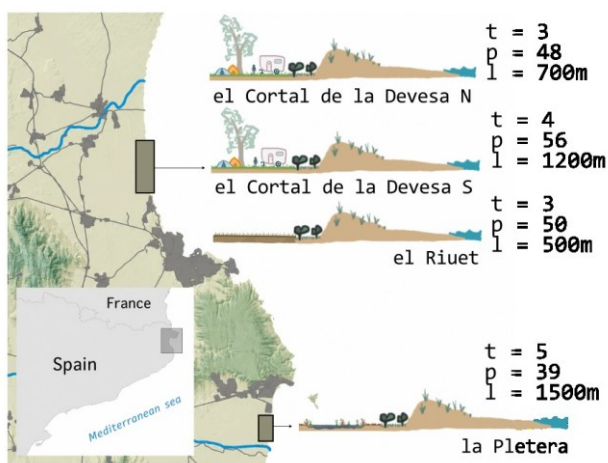 t = 3
p = 48
l = 700m
el Cortal de la Devesa N
t = 4
p = 56
l = 1200m
el Cortal de la Devesa S
t = 3
p = 50
l = 500m
el Riuet
France
Spain
Mediterranean sea
t = 5
p = 39
l = 1500m
la Pletera